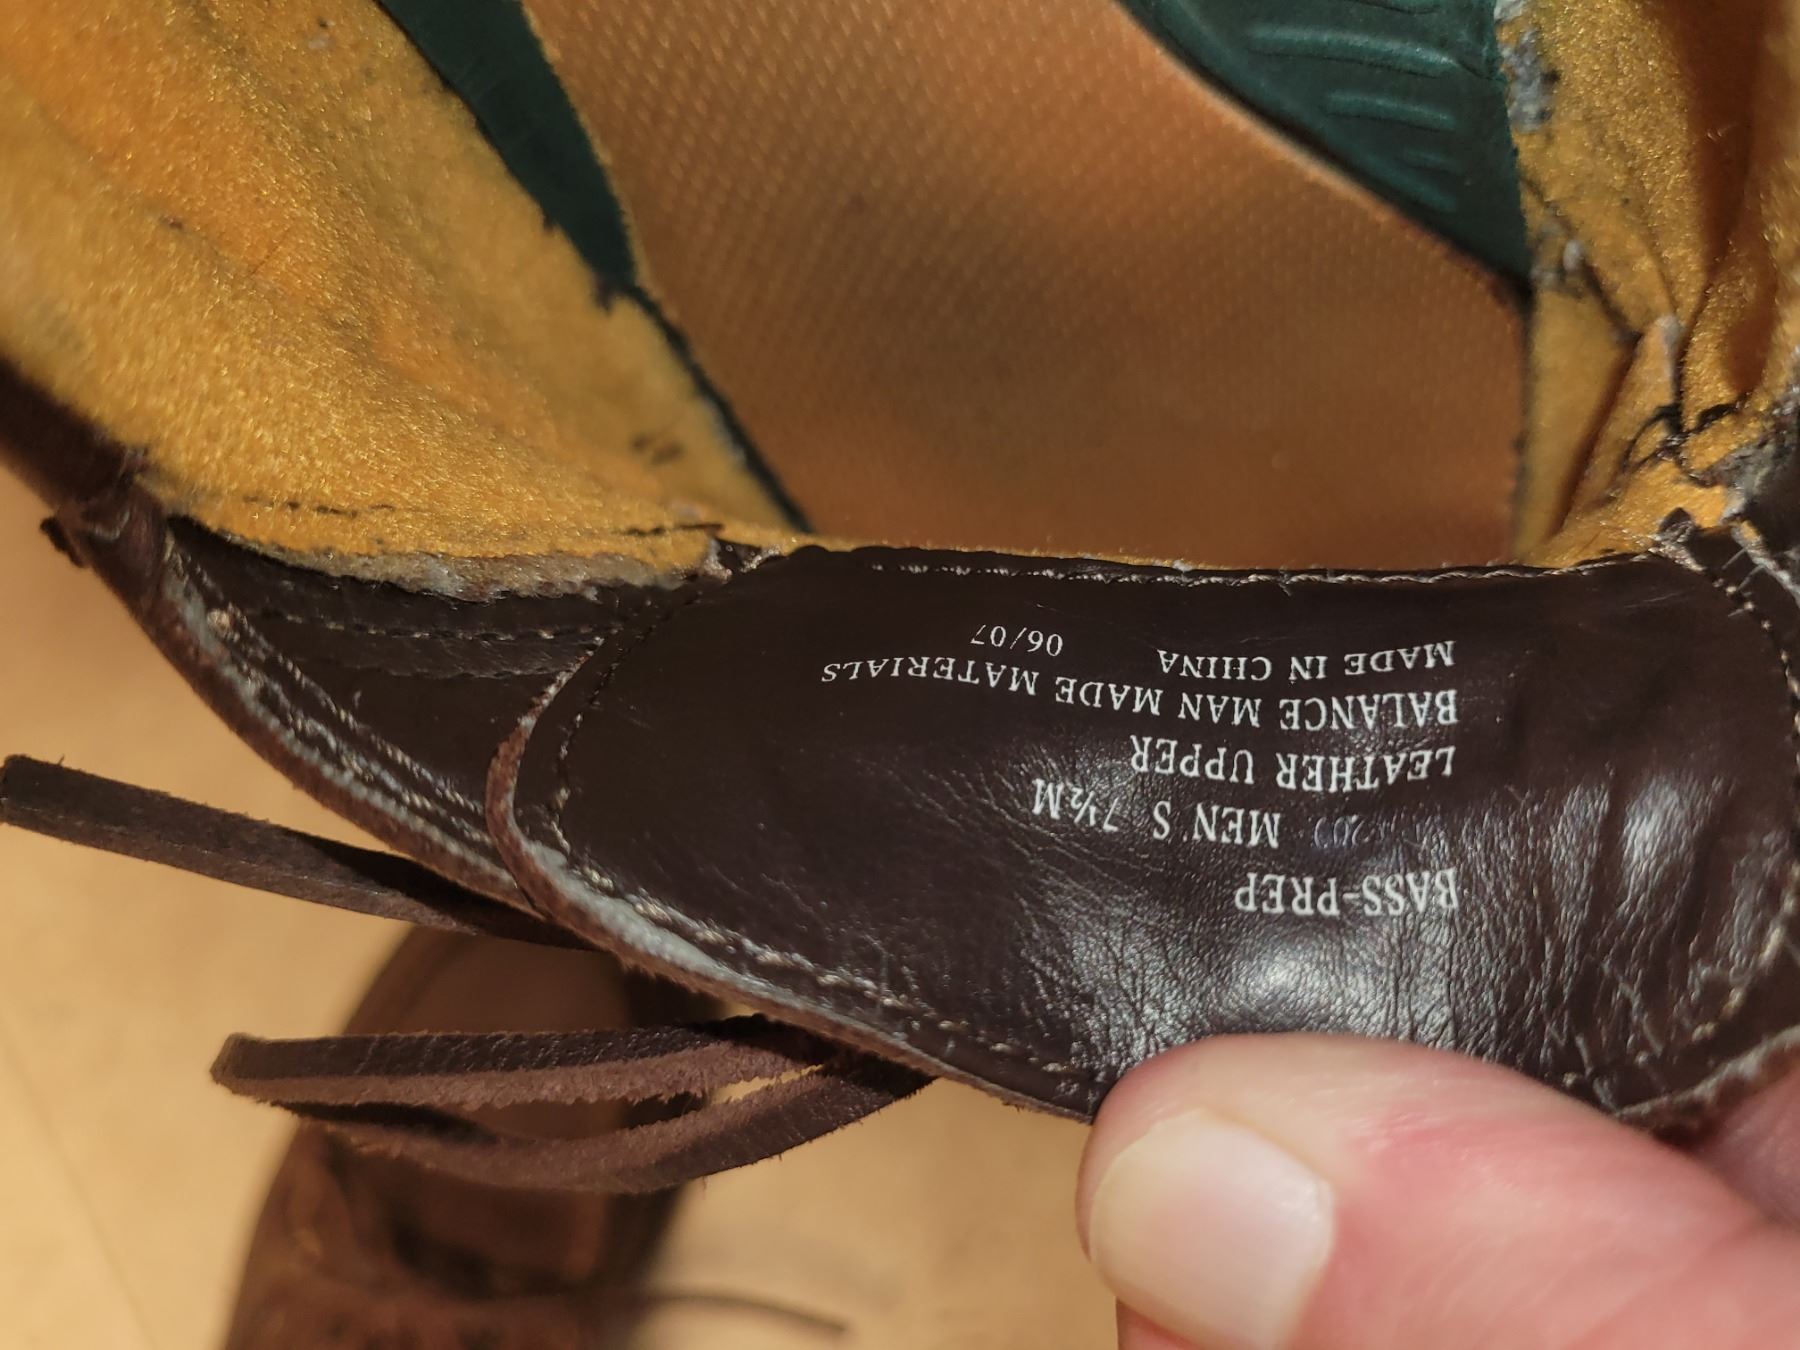 BASS-PREP
MEN'S 7½M
LEATHER UPPER
BALANCE MAN MADE MATERIALS
MADE IN CHINA 06/07